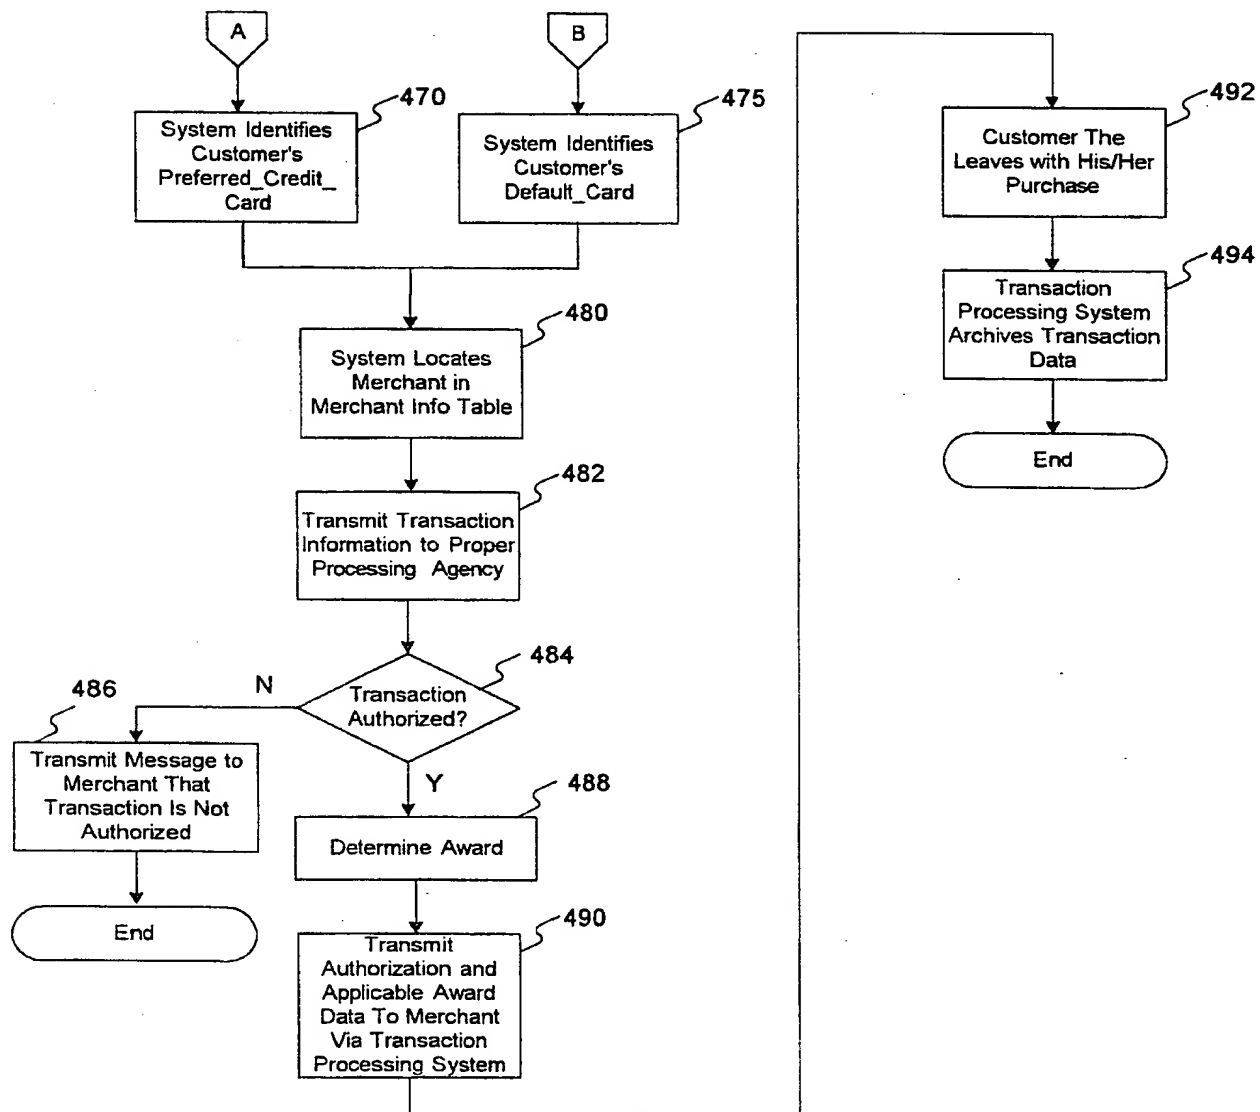 A
470
System Identifies
Customer's
Preferred_Credit_
Card
B
475
System Identifies
Customer's
Default_Card
480
System Locates
Merchant in
Merchant Info Table
482
Transmit Transaction
Information to Proper
Processing Agency
484
Transaction
Authorized?
N
486
Transmit Message to
Merchant That
Transaction Is Not
Authorized
End
Y
488
Determine Award
490
Transmit
Authorization and
Applicable Award
Data To Merchant
Via Transaction
Processing System
492
Customer The
Leaves with His/Her
Purchase
494
Transaction
Processing System
Archives Transaction
Data
End